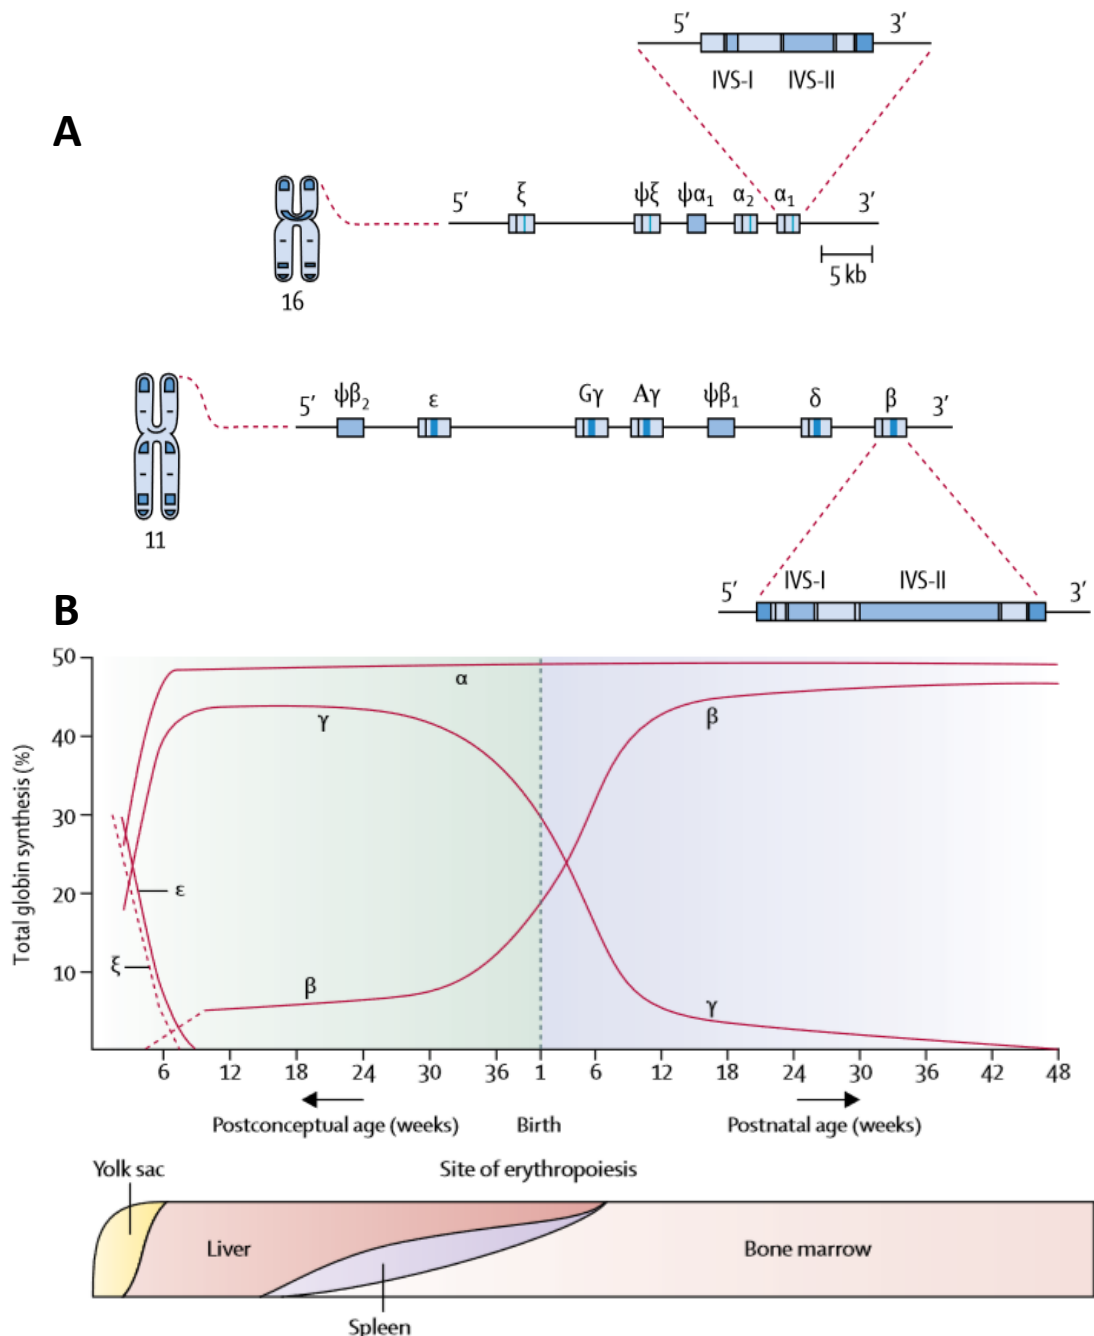 5′ 3′
IVS-I IVS-II
A
5′ ξ ψξ ψα₁ α₂ α₁ 3′
5 kb
16
5′ ψβ₂ ε Gγ Aγ ψβ₁ δ β 3′
11
5′ IVS-I IVS-II 3′
B
Total globin synthesis (%)
50
40
30
20
10
α
γ
β
ε
ξ
β
γ
6 12 18 24 30 36 1 6 12 18 24 30 36 42 48
Postconceptual age (weeks) Birth Postnatal age (weeks)
Yolk sac Site of erythropoiesis
Liver Bone marrow
Spleen